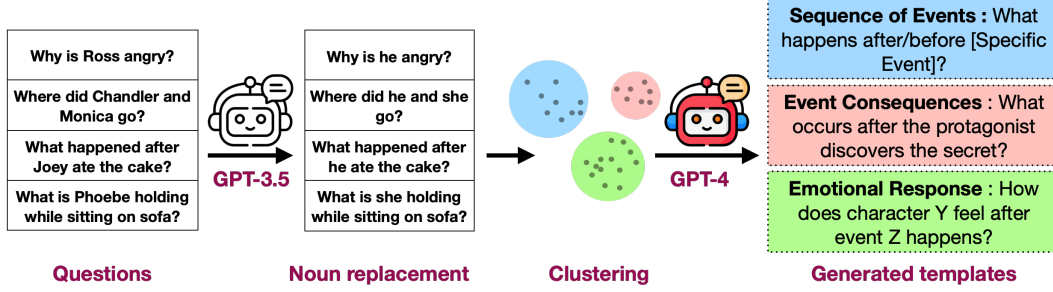 Why is Ross angry?
Where did Chandler and
Monica go?
What happened after
Joey ate the cake?
What is Phoebe holding
while sitting on sofa?
Questions
GPT-3.5
Why is he angry?
Where did he and she
go?
What happened after
he ate the cake?
What is she holding
while sitting on sofa?
Noun replacement
Clustering
GPT-4
Sequence of Events : What
happens after/before [Specific
Event]?
Event Consequences : What
occurs after the protagonist
discovers the secret?
Emotional Response : How
does character Y feel after
event Z happens?
Generated templates